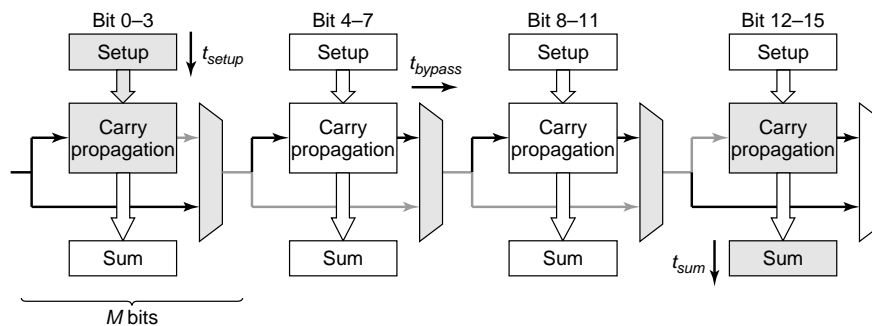 Bit 0–3
Bit 4–7
Bit 8–11
Bit 12–15
Setup
t_setup
Setup
t_bypass
Setup
Setup
Carry
propagation
Carry
propagation
Carry
propagation
Carry
propagation
Sum
Sum
Sum
t_sum
Sum
M bits